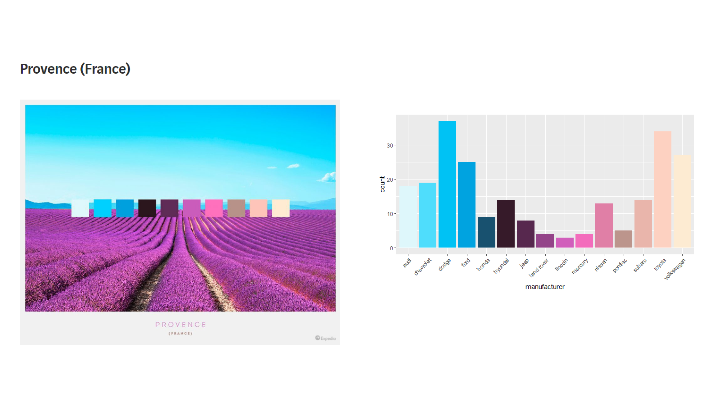 Provence (France)
PROVENCE
(FRANCE)
count
30
20
10
0
audi
chevrolet
dodge
ford
honda
hyundai
jeep
land rover
lincoln
mercury
nissan
pontiac
subaru
toyota
volkswagen
manufacturer